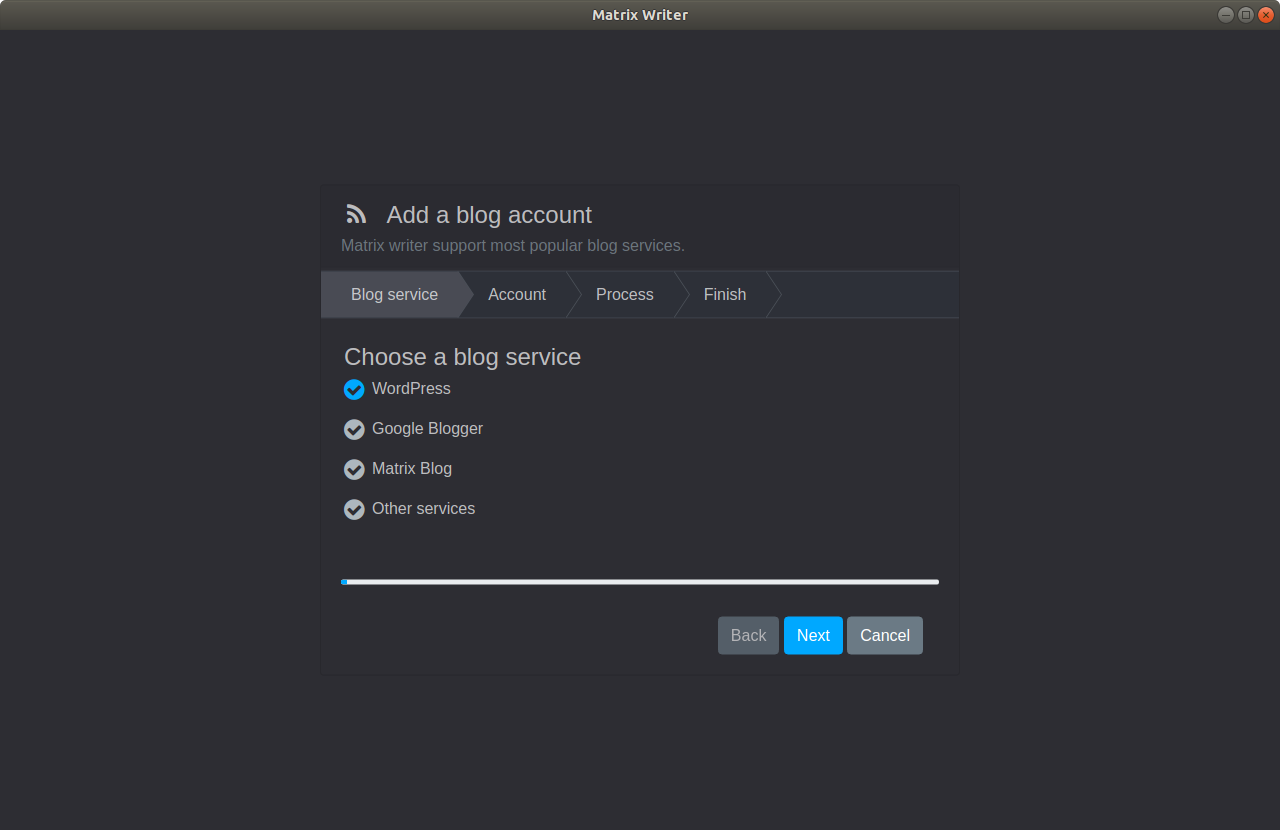 Matrix Writer
Add a blog account
Matrix writer support most popular blog services.
Blog service Account Process Finish
Choose a blog service
WordPress
Google Blogger
Matrix Blog
Other services
Back Next Cancel